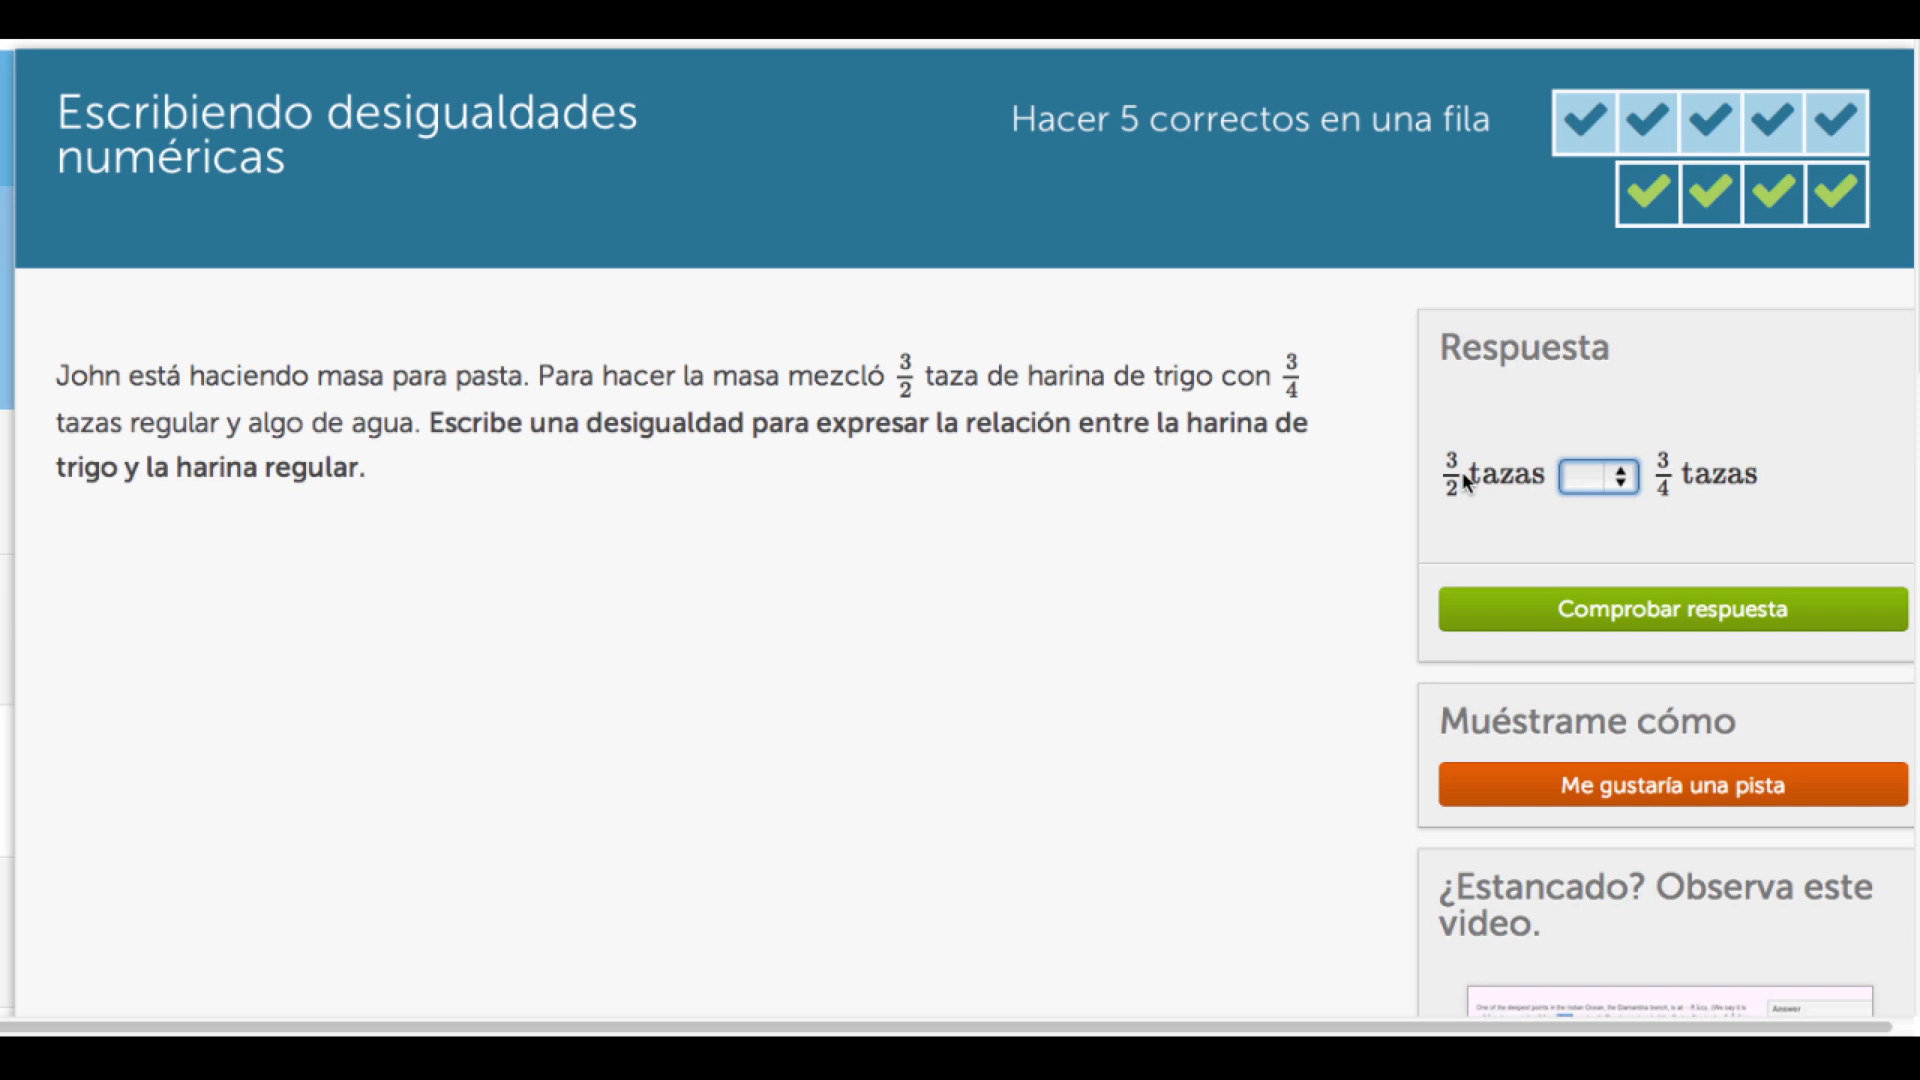 Escribiendo desigualdades
numéricas
Hacer 5 correctos en una fila
John está haciendo masa para pasta. Para hacer la masa mezcló 3/2 taza de harina de trigo con 3/4
tazas regular y algo de agua. Escribe una desigualdad para expresar la relación entre la harina de
trigo y la harina regular.
Respuesta
3/2 tazas 3/4 tazas
Comprobar respuesta
Muéstrame cómo
Me gustaría una pista
¿Estancado? Observa este
video.
Answer